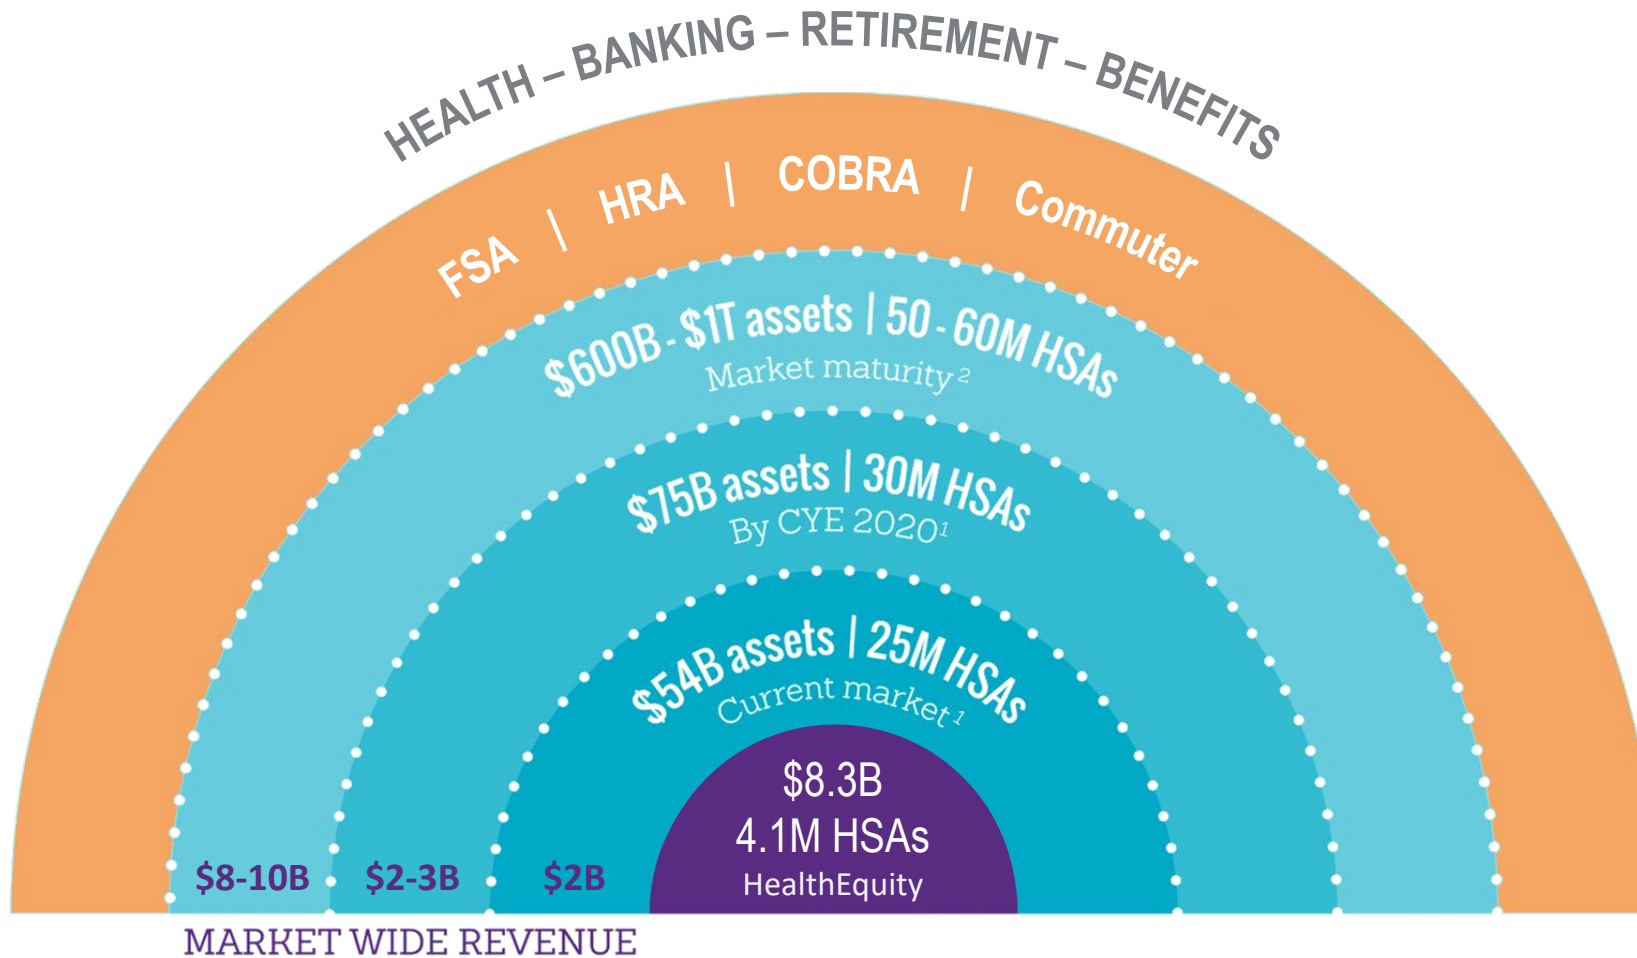 HEALTH – BANKING – RETIREMENT – BENEFITS
FSA | HRA | COBRA | Commuter
$600B - $1T assets | 50 - 60M HSAs
Market maturity ²
$75B assets | 30M HSAs
By CYE 2020¹
$54B assets | 25M HSAs
Current market ¹
$8.3B
4.1M HSAs
HealthEquity
$8-10B $2-3B $2B
MARKET WIDE REVENUE